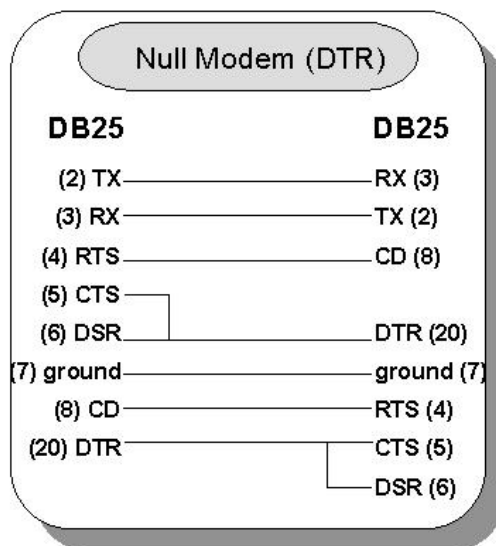 Null Modem (DTR)
DB25 DB25
(2) TX RX (3)
(3) RX TX (2)
(4) RTS CD (8)
(5) CTS
(6) DSR DTR (20)
(7) ground ground (7)
(8) CD RTS (4)
(20) DTR CTS (5)
DSR (6)